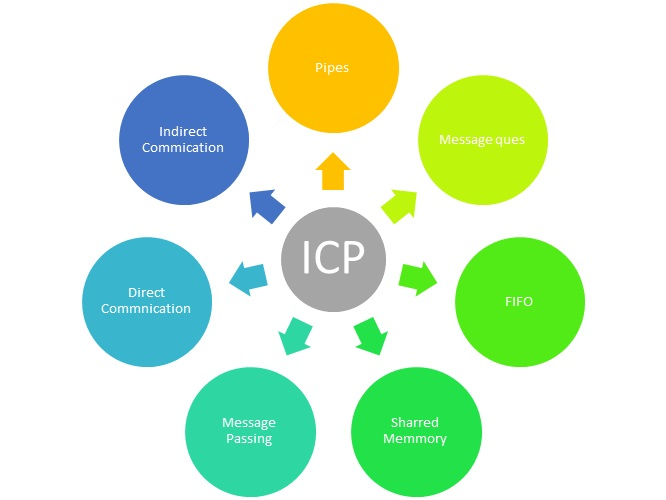 Pipes
Message ques
FIFO
Sharred
Memmory
Message
Passing
Direct
Commnication
Indirect
Commication
ICP